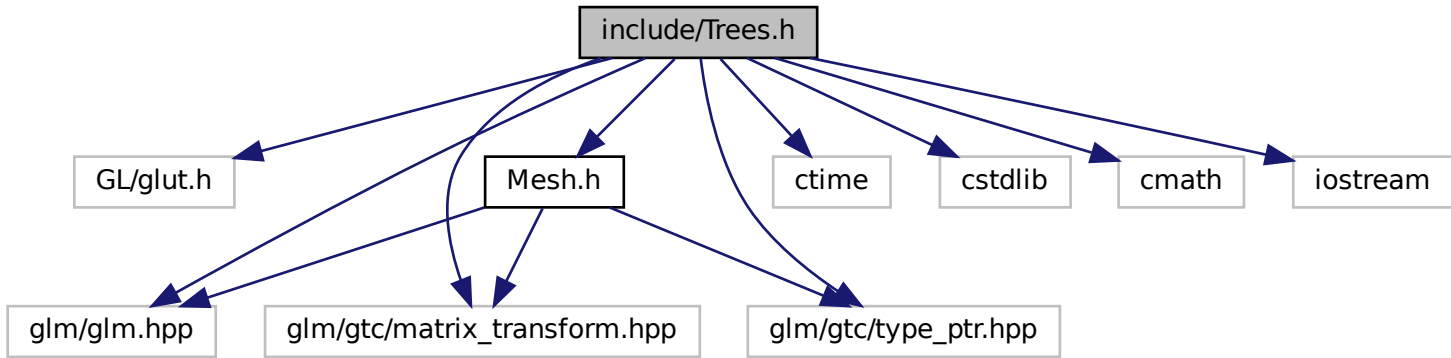 include/Trees.h
GL/glut.h
Mesh.h
ctime
cstdlib
cmath
iostream
glm/glm.hpp
glm/gtc/matrix_transform.hpp
glm/gtc/type_ptr.hpp